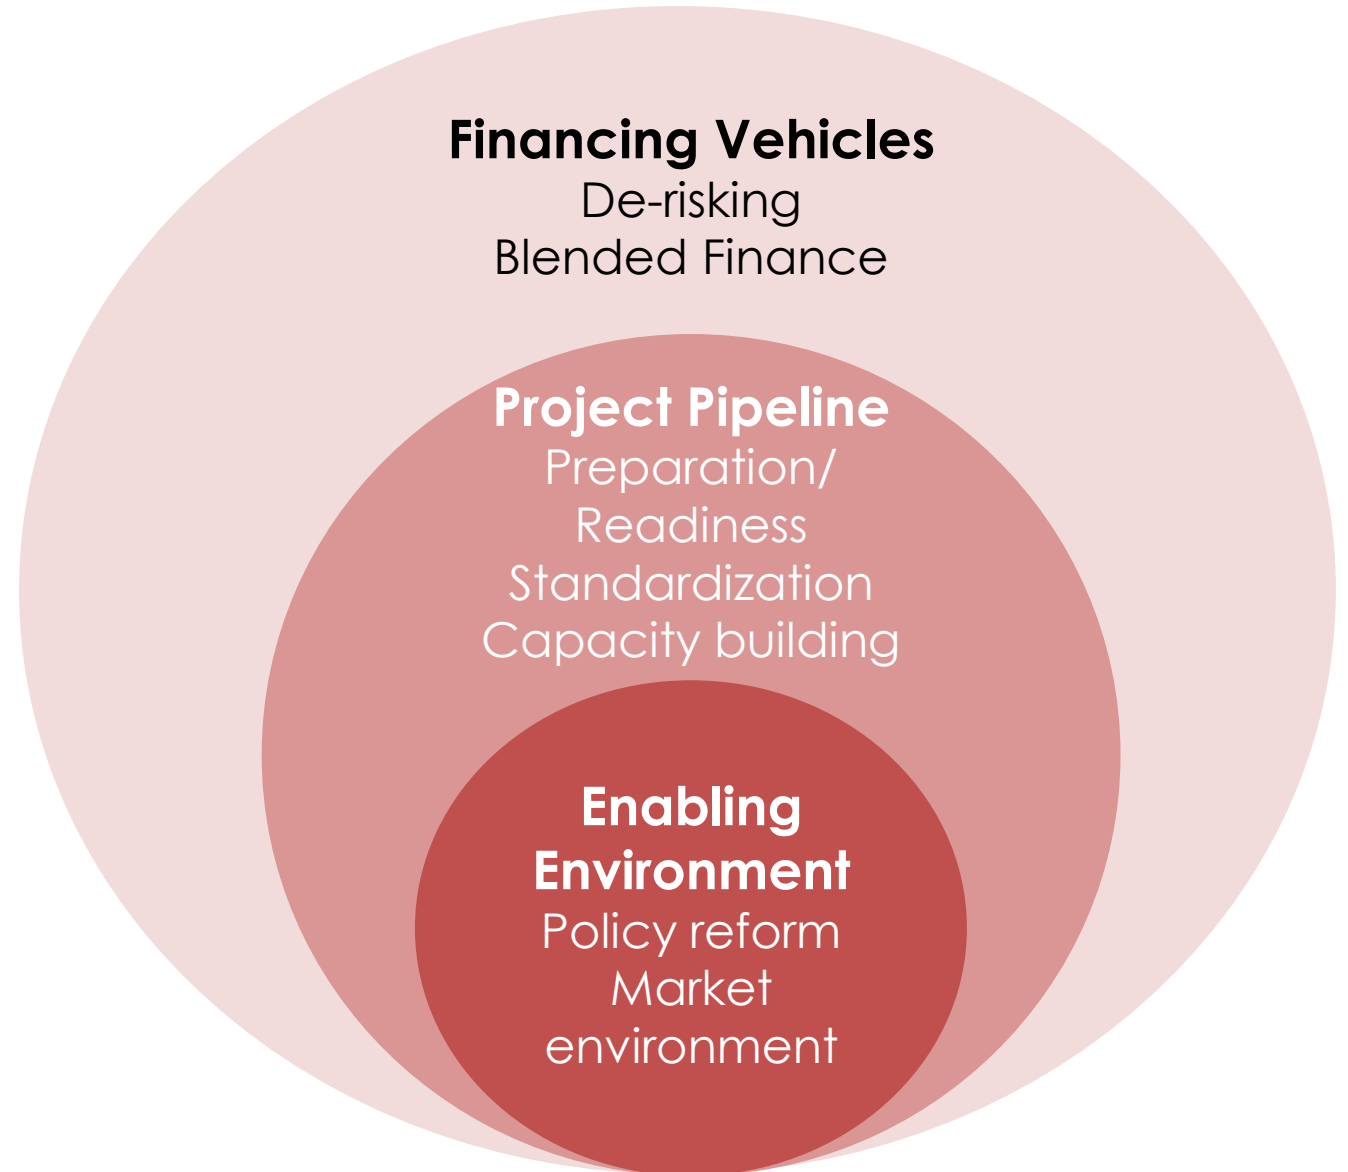 Financing Vehicles
De-risking
Blended Finance
Project Pipeline
Preparation/
Readiness
Standardization
Capacity building
Enabling
Environment
Policy reform
Market
environment